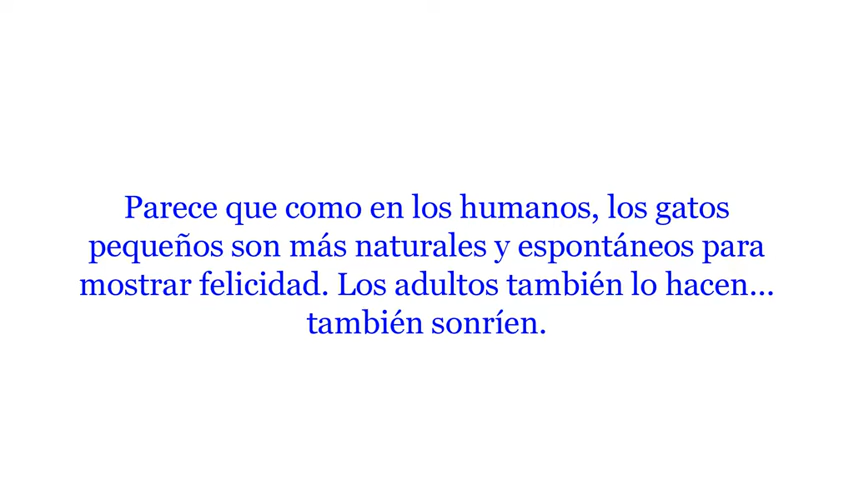 Parece que como en los humanos, los gatos
pequeños son más naturales y espontáneos para
mostrar felicidad. Los adultos también lo hacen...
también sonríen.